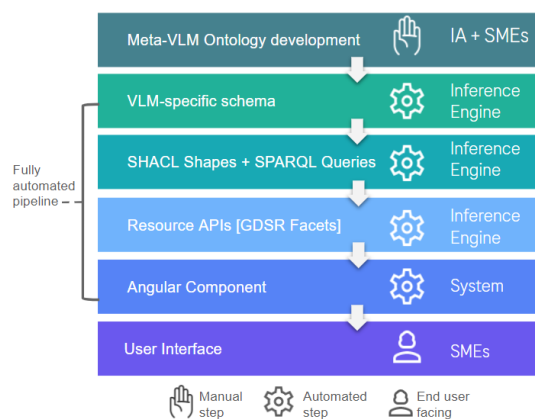 Meta-VLM Ontology development
IA + SMEs
VLM-specific schema
Inference
Engine
Fully
automated
pipeline
SHACL Shapes + SPARQL Queries
Inference
Engine
Resource APIs [GDSR Facets]
Inference
Engine
Angular Component
System
User Interface
SMEs
Manual
step
Automated
step
End user
facing